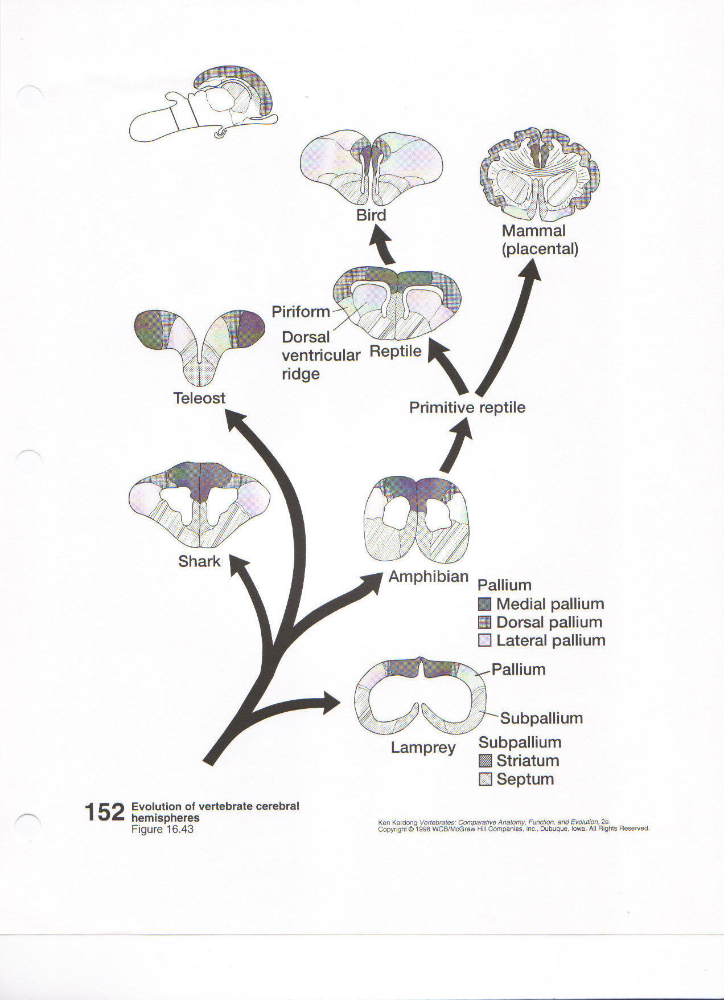 Bird
Mammal
(placental)
Piriform
Dorsal
ventricular
ridge
Reptile
Teleost
Primitive reptile
Shark
Amphibian
Pallium
Medial pallium
Dorsal pallium
Lateral pallium
Pallium
Subpallium
Lamprey
Subpallium
Striatum
Septum
152 Evolution of vertebrate cerebral
hemispheres
Figure 16.43
Ken Kardong Vertebrates: Comparative Anatomy, Function, and Evolution, 2e.
Copyright © 1998 WCB/McGraw Hill Companies, Inc., Dubuque, Iowa. All Rights Reserved.